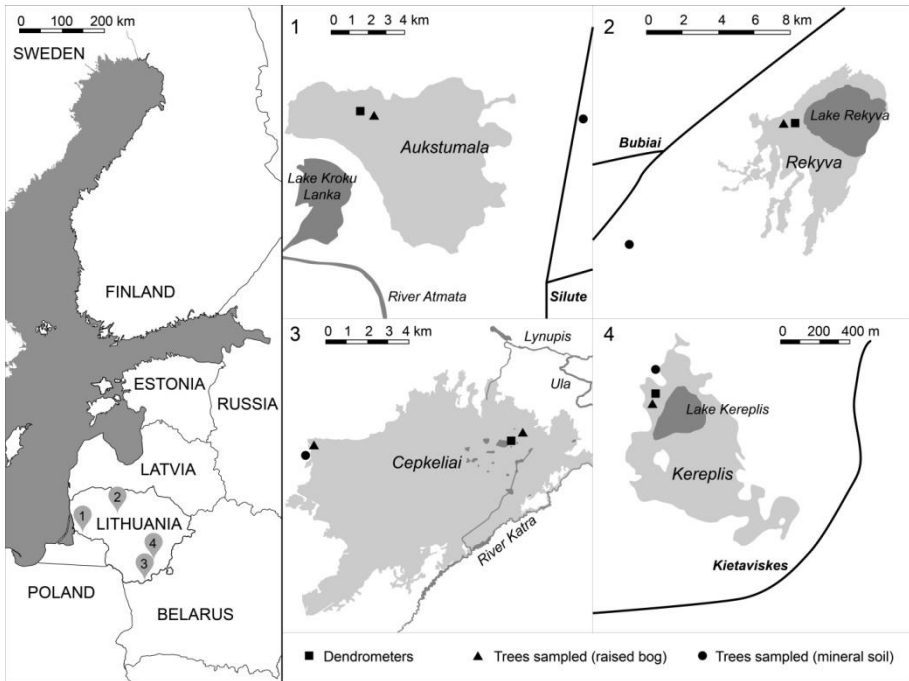 0 100 200 km
SWEDEN
FINLAND
ESTONIA
RUSSIA
LATVIA
LITHUANIA
POLAND
BELARUS
1
2
3
4
1
0 1 2 3 4 km
Aukstumala
Lake Kroku
Lanka
River Atmata
Silute
2
0 2 4 6 8 km
Lake Rekyva
Bubiai
Rekyva
3
0 1 2 3 4 km
Lynupis
Ula
Cepkeliai
River Katra
4
0 200 400 m
Lake Kereplis
Kereplis
Kietaviskes
Dendrometers
Trees sampled (raised bog)
Trees sampled (mineral soil)